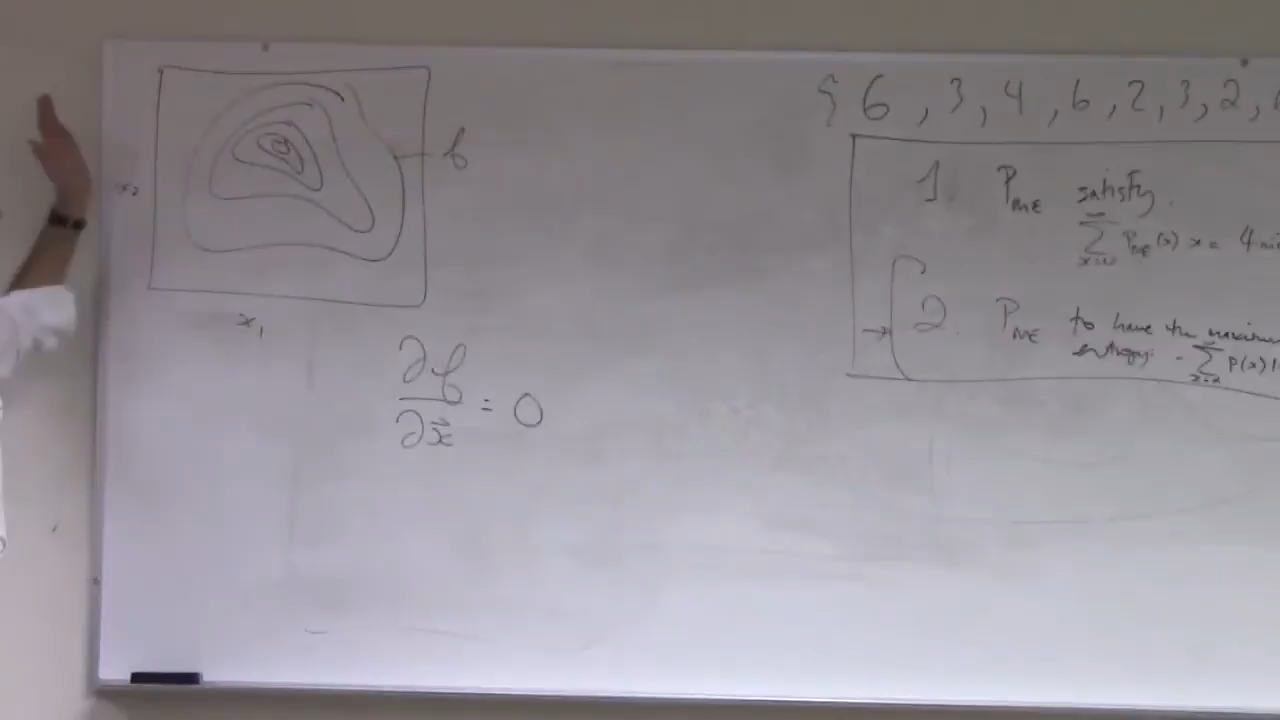 { 6, 3, 4, 6, 2, 3, 2,
1. P_ME satisfy.
∑ P_ME(x) x = 4
2. P_ME to have the maximum
entropy: - ∑ P(x) l
f
x₂
x₁
∂f/∂x⃗ = 0